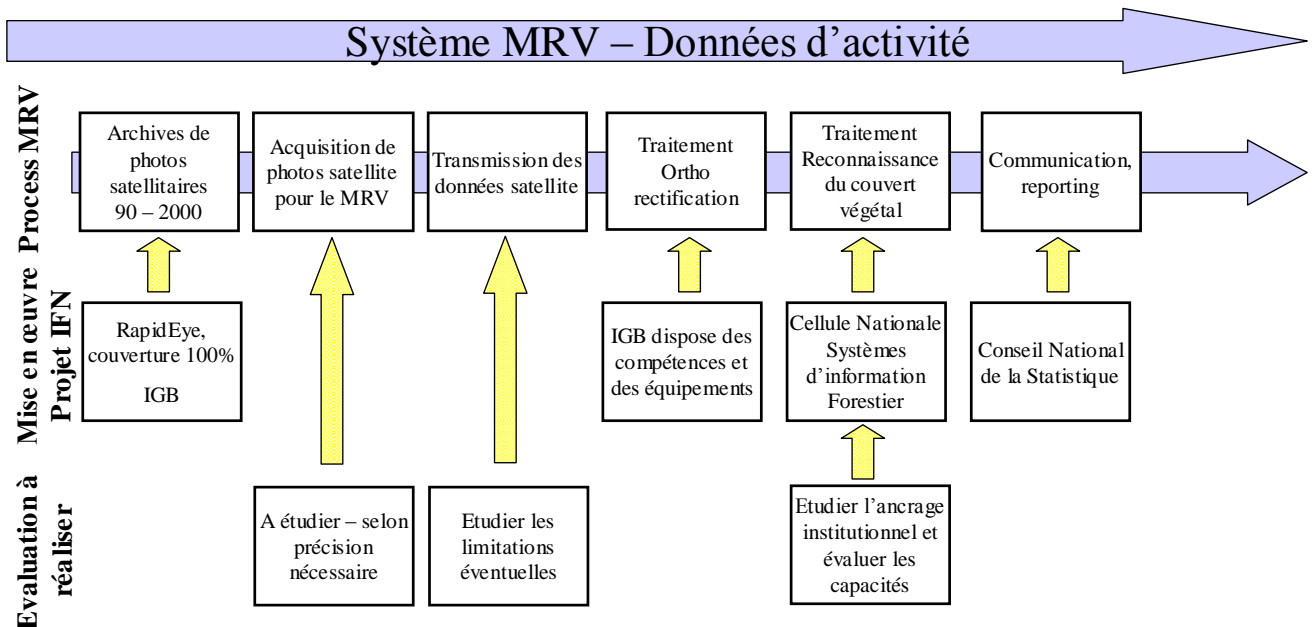 Système MRV – Données d'activité
Process MRV
Archives de
photos
satellitaires
90 – 2000
Acquisition de
photos satellite
pour le MRV
Transmission des
données satellite
Traitement
Ortho
rectification
Traitement
Reconnaissance
du couvert
végétal
Communication,
reporting
Mise en œuvre
Projet IFN
RapidEye,
couverture 100%
IGB
IGB dispose des
compétences et
des équipements
Cellule Nationale
Systèmes
d'information
Forestier
Conseil National
de la Statistique
Evaluation à
réaliser
A étudier – selon
précision
nécessaire
Etudier les
limitations
éventuelles
Etudier l'ancrage
institutionnel et
évaluer les
capacités